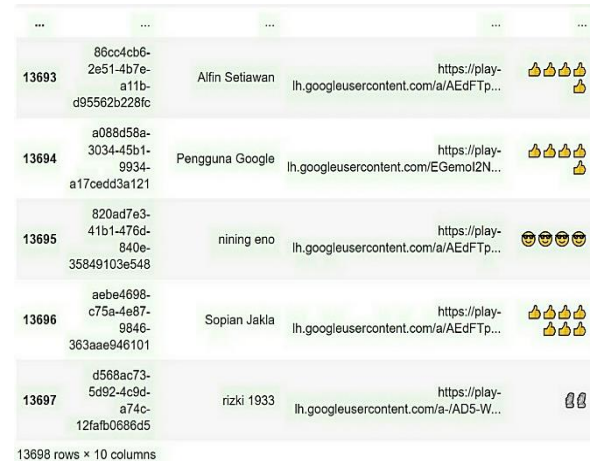 ... ... ... ... ...
86cc4cb6-
2e51-4b7e-
13693 a11b- Alfin Setiawan https://play-
d95562b228fc lh.googleusercontent.com/a/AEdFTp... 👍👍👍👍
👍
a088d58a-
3034-45b1-
13694 9934- Pengguna Google https://play-
a17cedd3a121 lh.googleusercontent.com/EGemoI2N... 👍👍👍👍
👍
820ad7e3-
41b1-476d-
13695 840e- nining eno https://play-
35849103e548 lh.googleusercontent.com/a/AEdFTp... 😎😎😎😎
aebe4698-
c75a-4e87-
13696 9846- Sopian Jakla https://play-
363aae946101 lh.googleusercontent.com/a/AEdFTp... 👍👍👍👍
👍👍👍
d568ac73-
5d92-4c9d-
13697 a74c- rizki 1933 https://play-
12fafb0686d5 lh.googleusercontent.com/a-/AD5-W...
13698 rows × 10 columns